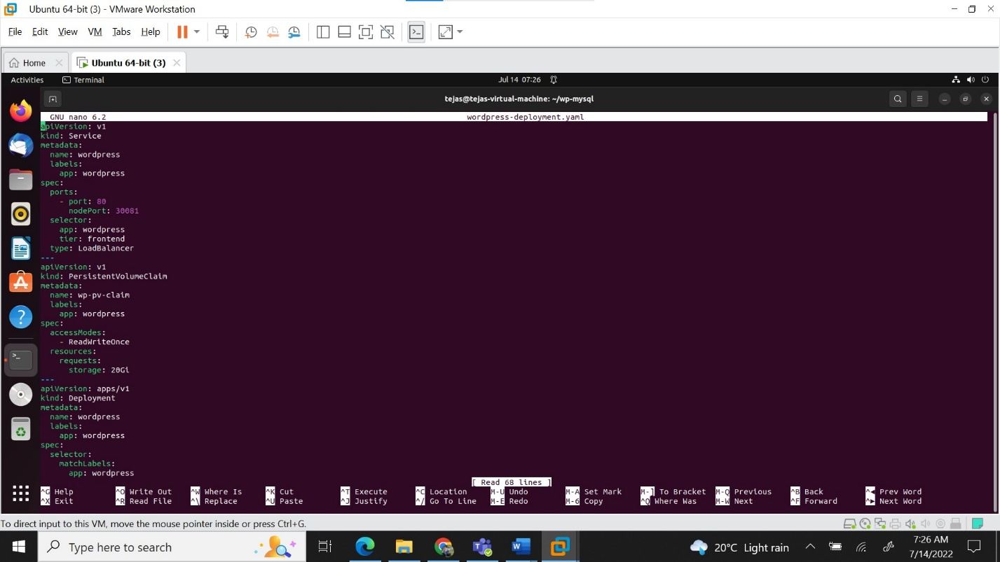 Ubuntu 64-bit (3) - VMware Workstation
File Edit View VM Tabs Help
Home Ubuntu 64-bit (3)
Activities Terminal Jul 14 07:26
tejas@tejas-virtual-machine: ~/wp-mysql
GNU nano 6.2 wordpress-deployment.yaml
apiVersion: v1
kind: Service
metadata:
  name: wordpress
  labels:
    app: wordpress
spec:
  ports:
    - port: 80
      nodePort: 30081
  selector:
    app: wordpress
    tier: frontend
  type: LoadBalancer
---
apiVersion: v1
kind: PersistentVolumeClaim
metadata:
  name: wp-pv-claim
  labels:
    app: wordpress
spec:
  accessModes:
    - ReadWriteOnce
  resources:
    requests:
      storage: 20Gi
---
apiVersion: apps/v1
kind: Deployment
metadata:
  name: wordpress
  labels:
    app: wordpress
spec:
  selector:
    matchLabels:
      app: wordpress
[ Read 68 lines ]
^G Help ^O Write Out ^W Where Is ^K Cut ^T Execute ^C Location M-U Undo M-A Set Mark M-] To Bracket M-Q Previous ^B Back ^◀ Prev Word
^X Exit ^R Read File ^\ Replace ^U Paste ^J Justify ^/ Go To Line M-E Redo M-6 Copy ^Q Where Was M-W Next ^F Forward ^▶ Next Word
To direct input to this VM, move the mouse pointer inside or press Ctrl+G.
Type here to search 20°C Light rain 7:26 AM
7/14/2022